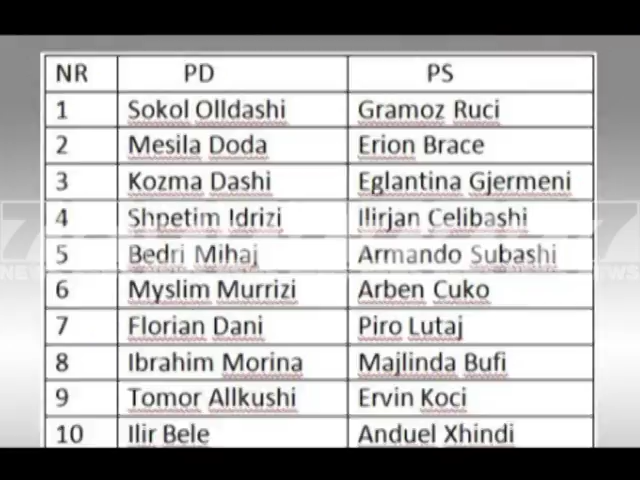 NR PD PS
1 Sokol Olldashi Gramoz Ruci
2 Mesila Doda Erion Brace
3 Kozma Dashi Eglantina Gjermeni
4 Shpetim Idrizi Ilirjan Celibashi
5 Bedri Mihaj Armando Subashi
6 Myslim Murrizi Arben Cuko
7 Florian Dani Piro Lutaj
8 Ibrahim Morina Majlinda Bufi
9 Tomor Allkushi Ervin Koci
10 Ilir Bele Anduel Xhindi